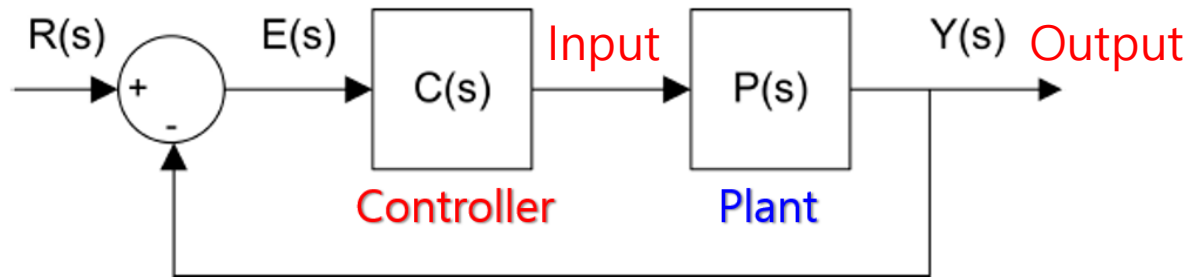 R(s)
E(s)
Input
Y(s)
Output
+
C(s)
P(s)
-
Controller
Plant